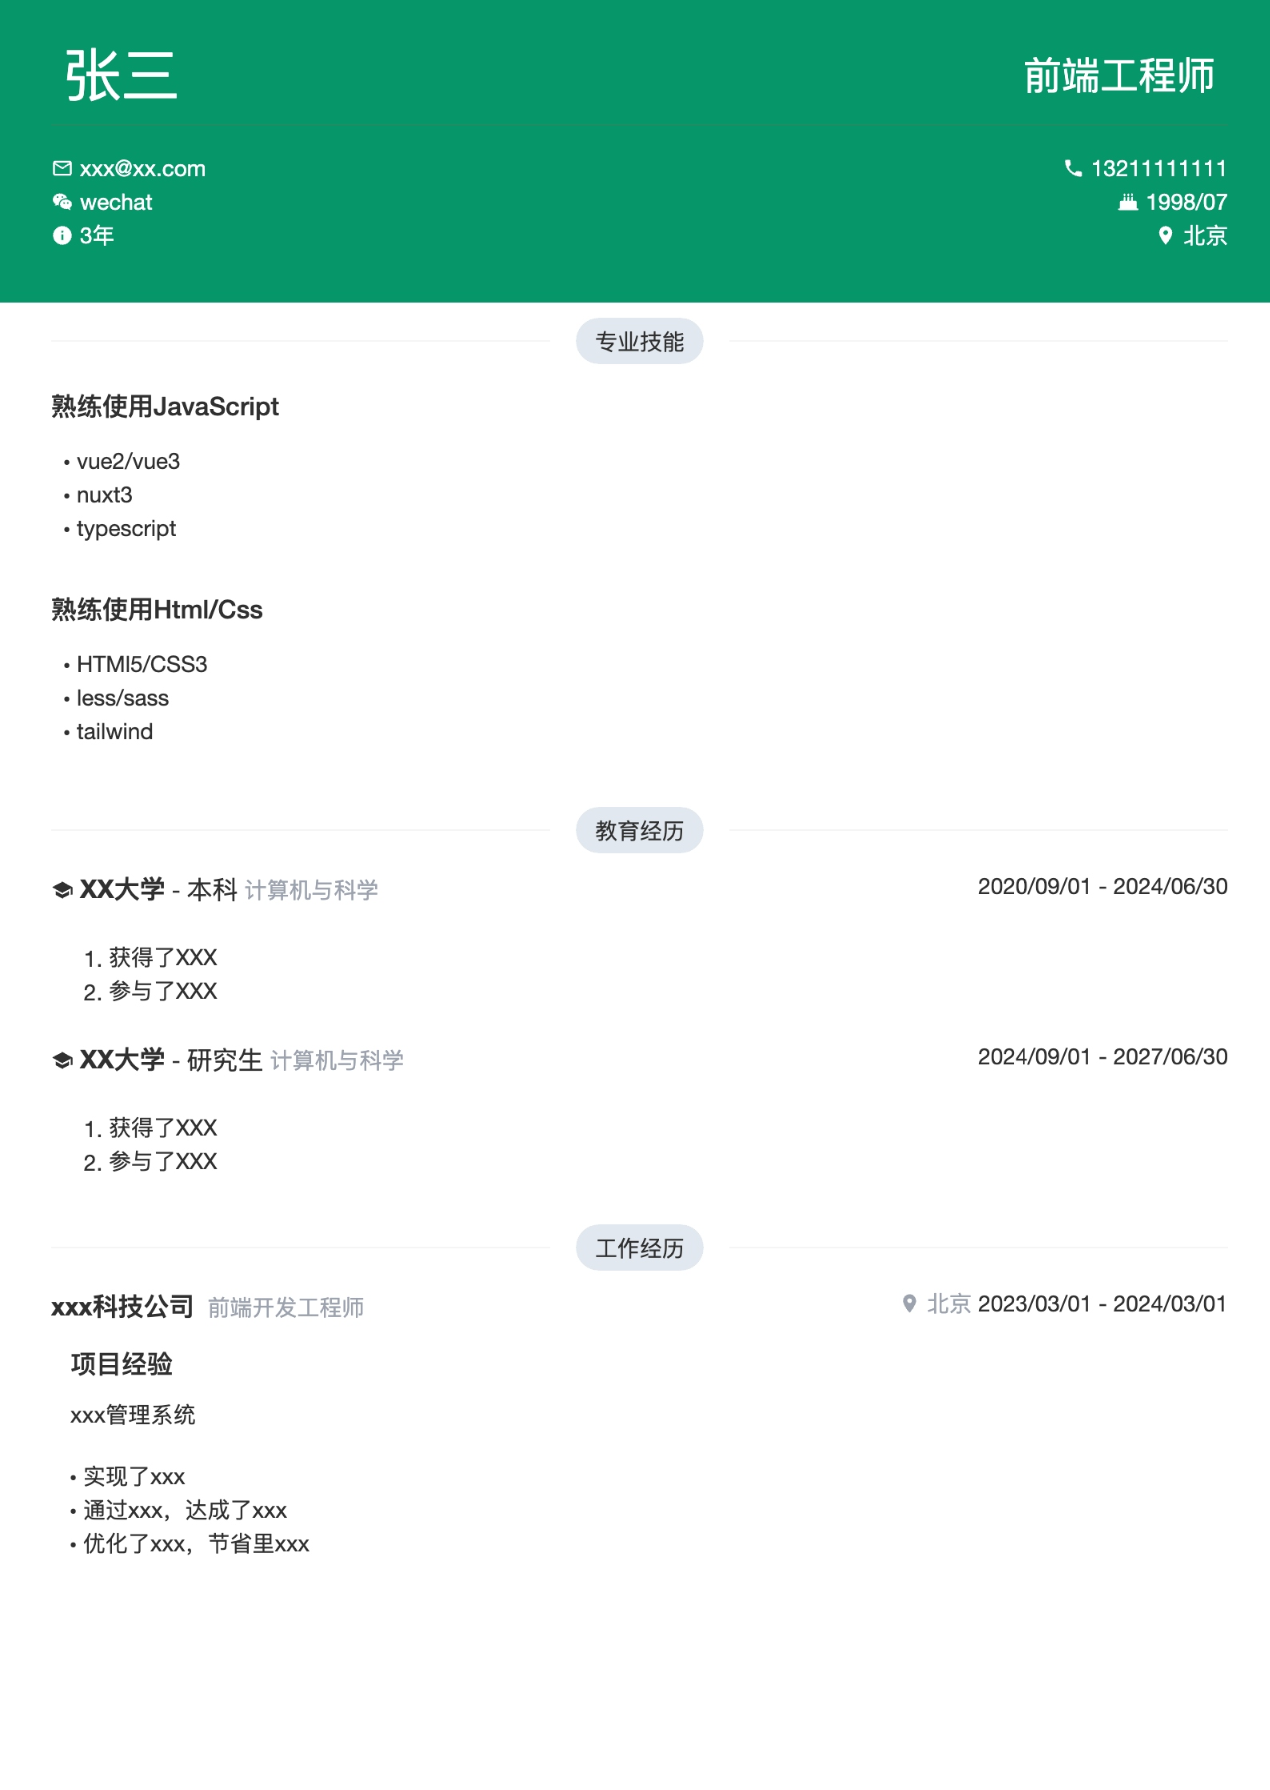 张三
前端工程师
xxx@xx.com
13211111111
wechat
1998/07
3年
北京
专业技能
熟练使用JavaScript
• vue2/vue3
• nuxt3
• typescript
熟练使用Html/Css
• HTMl5/CSS3
• less/sass
• tailwind
教育经历
XX大学 - 本科 计算机与科学
2020/09/01 - 2024/06/30
1. 获得了XXX
2. 参与了XXX
XX大学 - 研究生 计算机与科学
2024/09/01 - 2027/06/30
1. 获得了XXX
2. 参与了XXX
工作经历
xxx科技公司 前端开发工程师
北京 2023/03/01 - 2024/03/01
项目经验
xxx管理系统
• 实现了xxx
• 通过xxx，达成了xxx
• 优化了xxx，节省里xxx